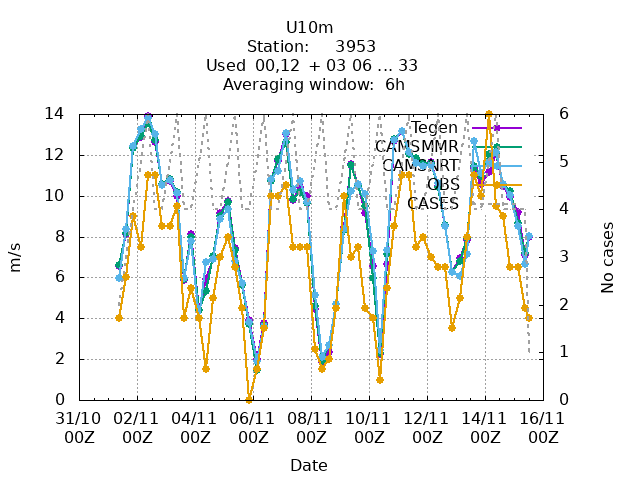 U10m
Station: 3953
Used 00,12 + 03 06 ... 33
Averaging window: 6h
14
12
10
8
6
4
2
0
6
5
4
3
2
1
0
m/s
No cases
Tegen
CAMSMMR
CAMSNRT
OBS
CASES
31/10 02/11 04/11 06/11 08/11 10/11 12/11 14/11 16/11
00Z 00Z 00Z 00Z 00Z 00Z 00Z 00Z 00Z
Date